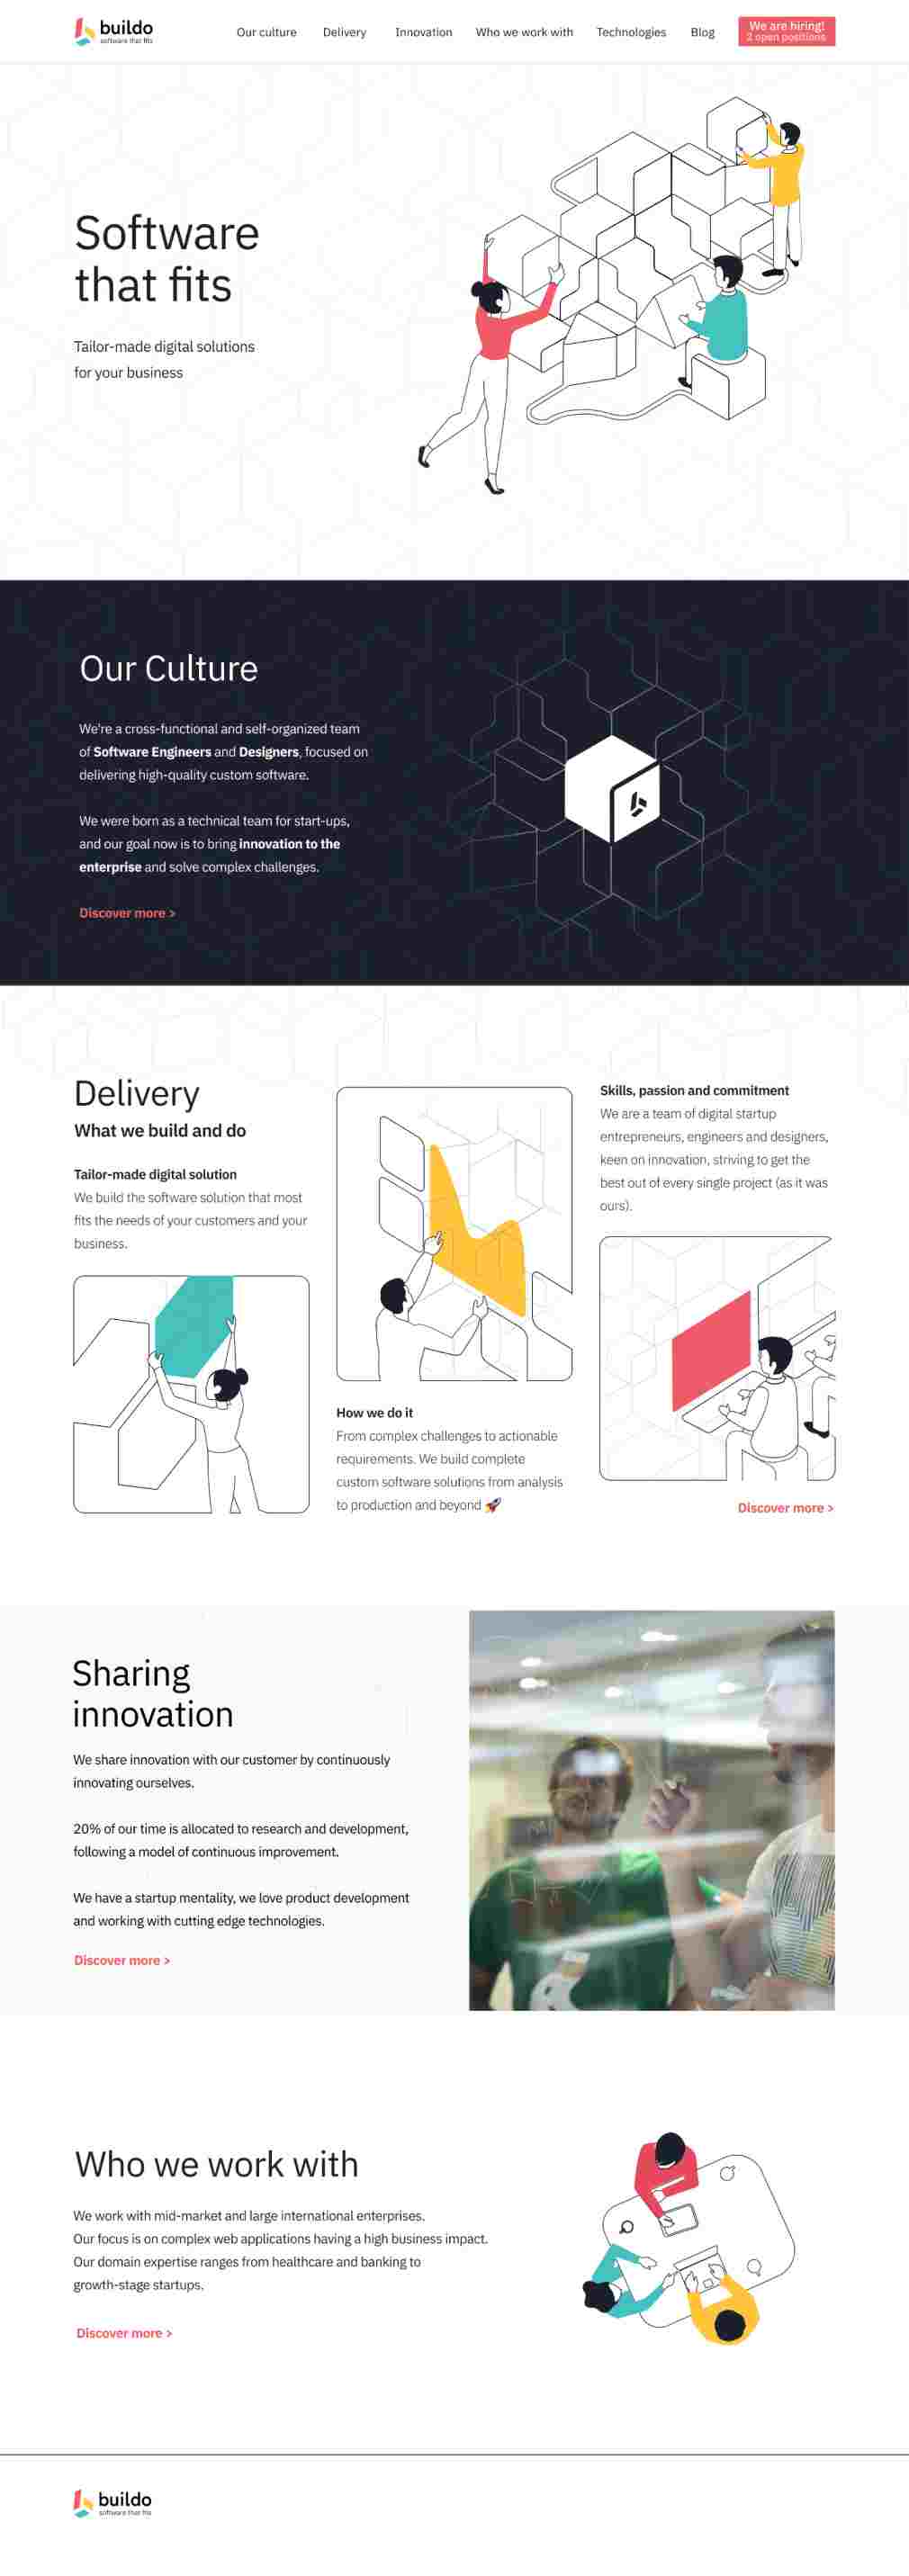 buildo
software that fits
Our culture
Delivery
Innovation
Who we work with
Technologies
Blog
We are hiring!
2 open positions
Software
that fits
Tailor-made digital solutions
for your business
Our Culture
We're a cross-functional and self-organized team
of Software Engineers and Designers, focused on
delivering high-quality custom software.
We were born as a technical team for start-ups,
and our goal now is to bring innovation to the
enterprise and solve complex challenges.
Discover more >
Delivery
What we build and do
Tailor-made digital solution
We build the software solution that most
fits the needs of your customers and your
business.
How we do it
From complex challenges to actionable
requirements. We build complete
custom software solutions from analysis
to production and beyond 🚀
Skills, passion and commitment
We are a team of digital startup
entrepreneurs, engineers and designers,
keen on innovation, striving to get the
best out of every single project (as it was
ours).
Discover more >
Sharing
innovation
We share innovation with our customer by continuously
innovating ourselves.
20% of our time is allocated to research and development,
following a model of continuous improvement.
We have a startup mentality, we love product development
and working with cutting edge technologies.
Discover more >
Who we work with
We work with mid-market and large international enterprises.
Our focus is on complex web applications having a high business impact.
Our domain expertise ranges from healthcare and banking to
growth-stage startups.
Discover more >
buildo
software that fits